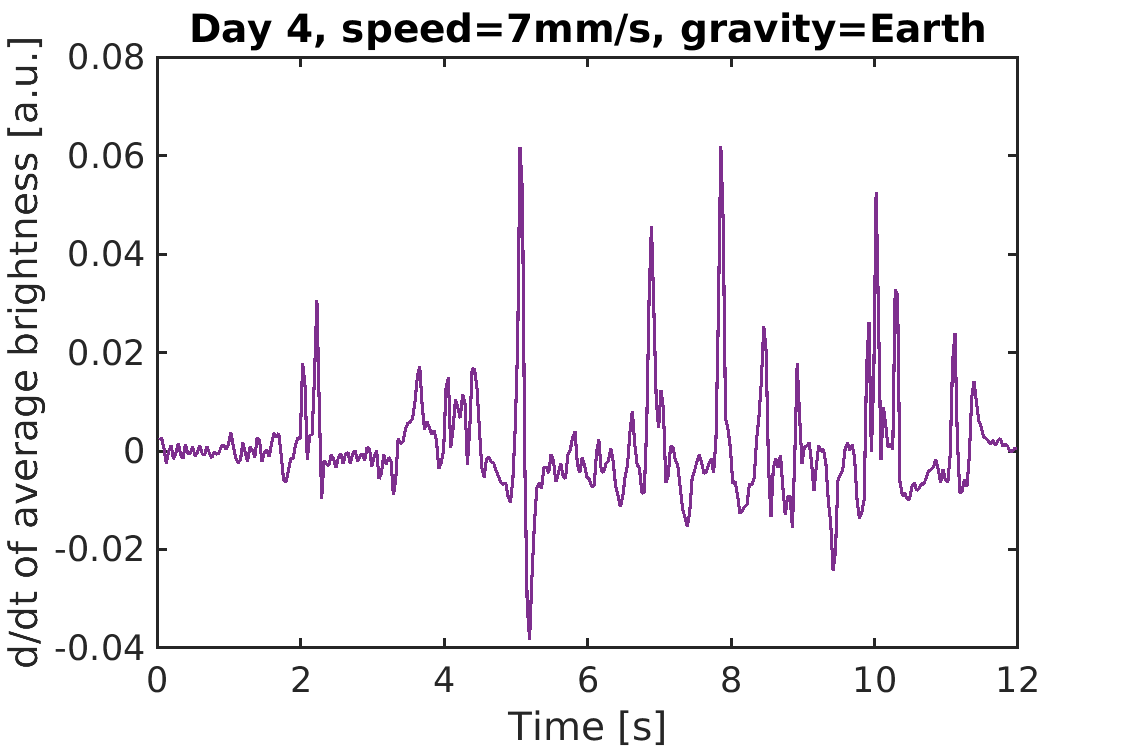 Day 4, speed=7mm/s, gravity=Earth
d/dt of average brightness [a.u.]
0.08
0.06
0.04
0.02
0
-0.02
-0.04
0 2 4 6 8 10 12
Time [s]